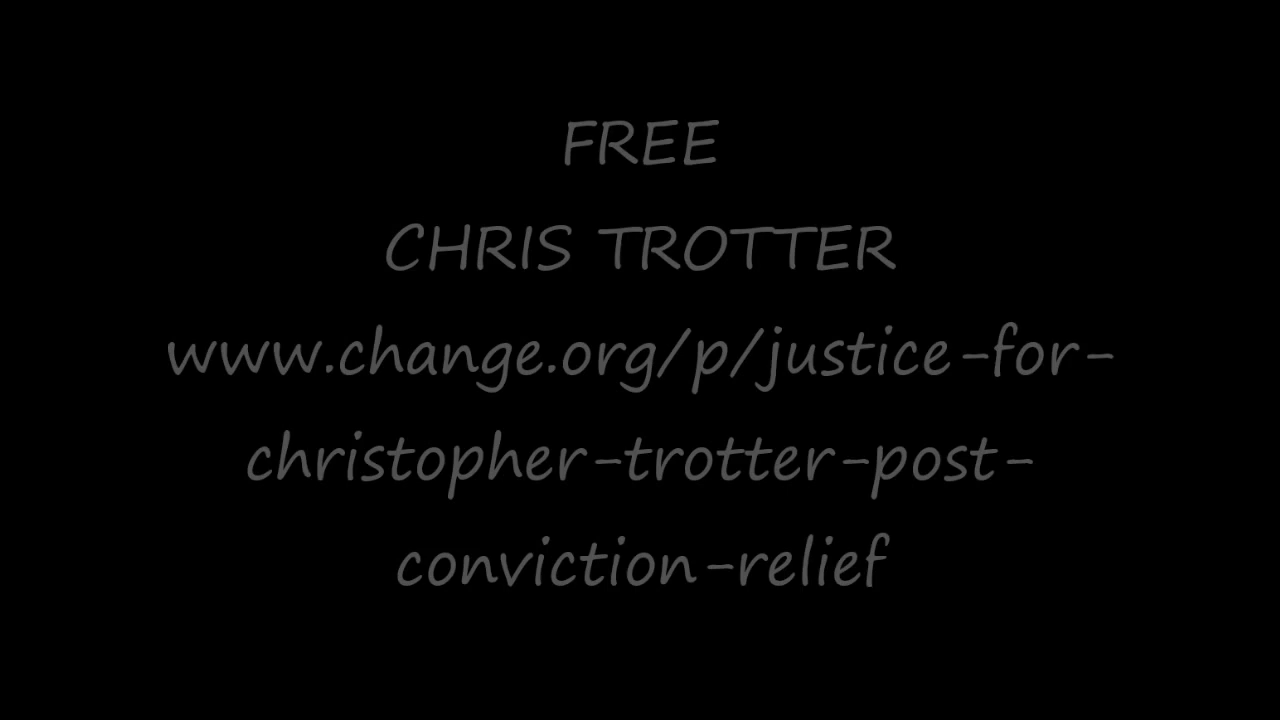 FREE
CHRIS TROTTER
www.change.org/p/justice-for-
christopher-trotter-post-
conviction-relief